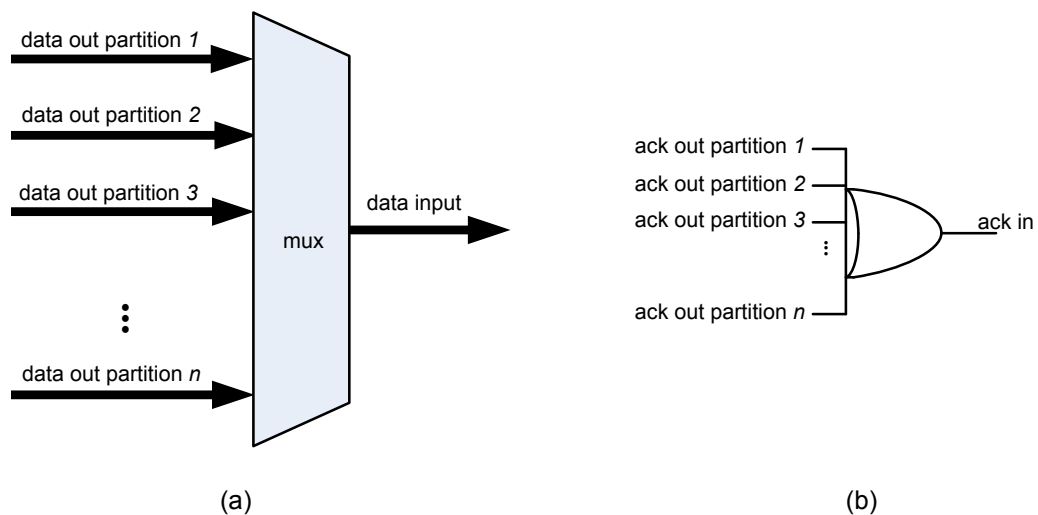 data out partition 1
data out partition 2
data out partition 3
data out partition n
mux
data input
(a)
ack out partition 1
ack out partition 2
ack out partition 3
ack out partition n
ack in
(b)